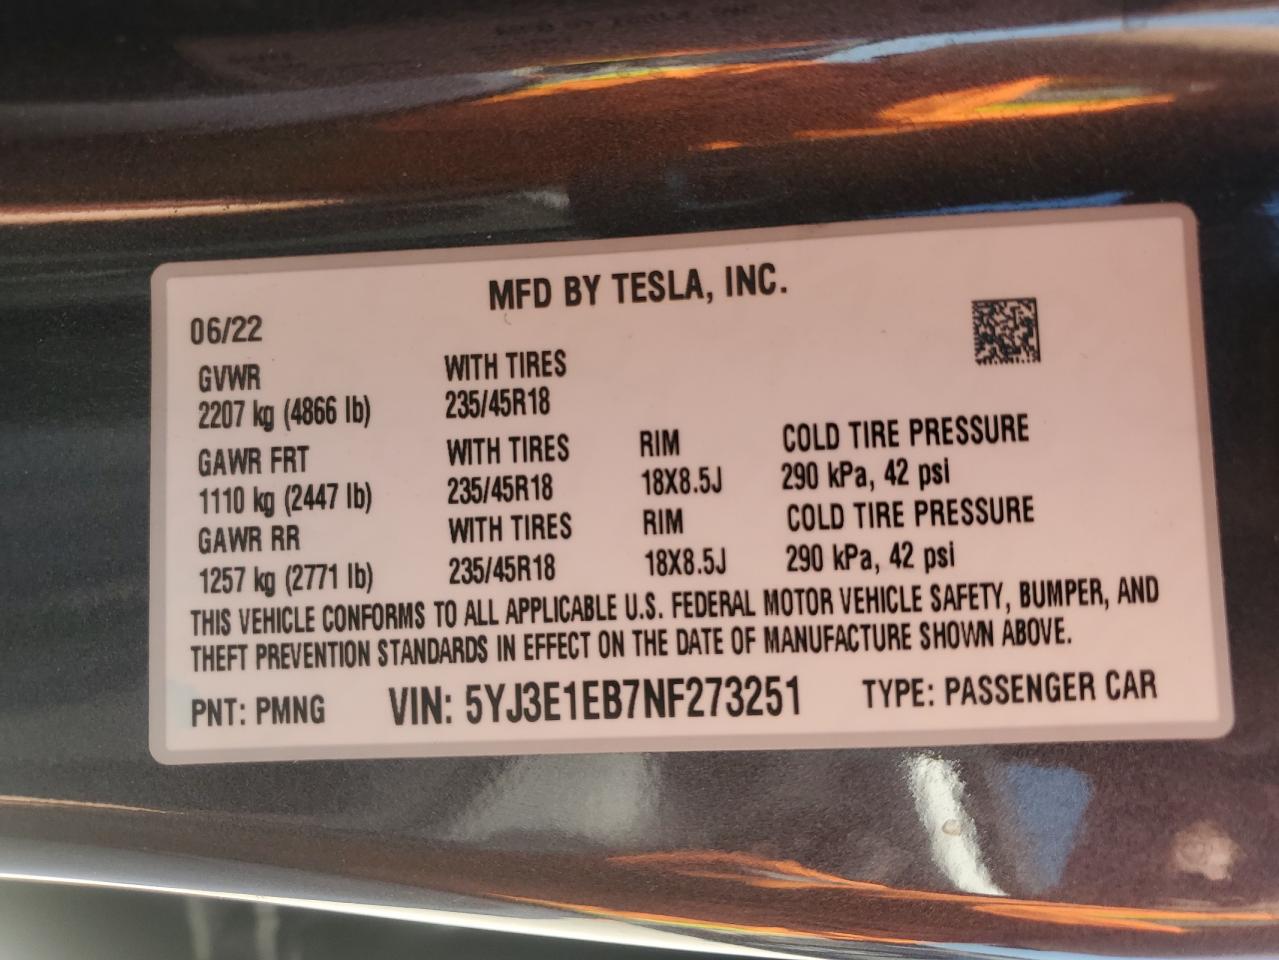 MFD BY TESLA, INC.
06/22
GVWR WITH TIRES
2207 kg (4866 lb) 235/45R18
GAWR FRT WITH TIRES RIM COLD TIRE PRESSURE
1110 kg (2447 lb) 235/45R18 18X8.5J 290 kPa, 42 psi
GAWR RR WITH TIRES RIM COLD TIRE PRESSURE
1257 kg (2771 lb) 235/45R18 18X8.5J 290 kPa, 42 psi
THIS VEHICLE CONFORMS TO ALL APPLICABLE U.S. FEDERAL MOTOR VEHICLE SAFETY, BUMPER, AND
THEFT PREVENTION STANDARDS IN EFFECT ON THE DATE OF MANUFACTURE SHOWN ABOVE.
PNT: PMNG VIN: 5YJ3E1EB7NF273251 TYPE: PASSENGER CAR